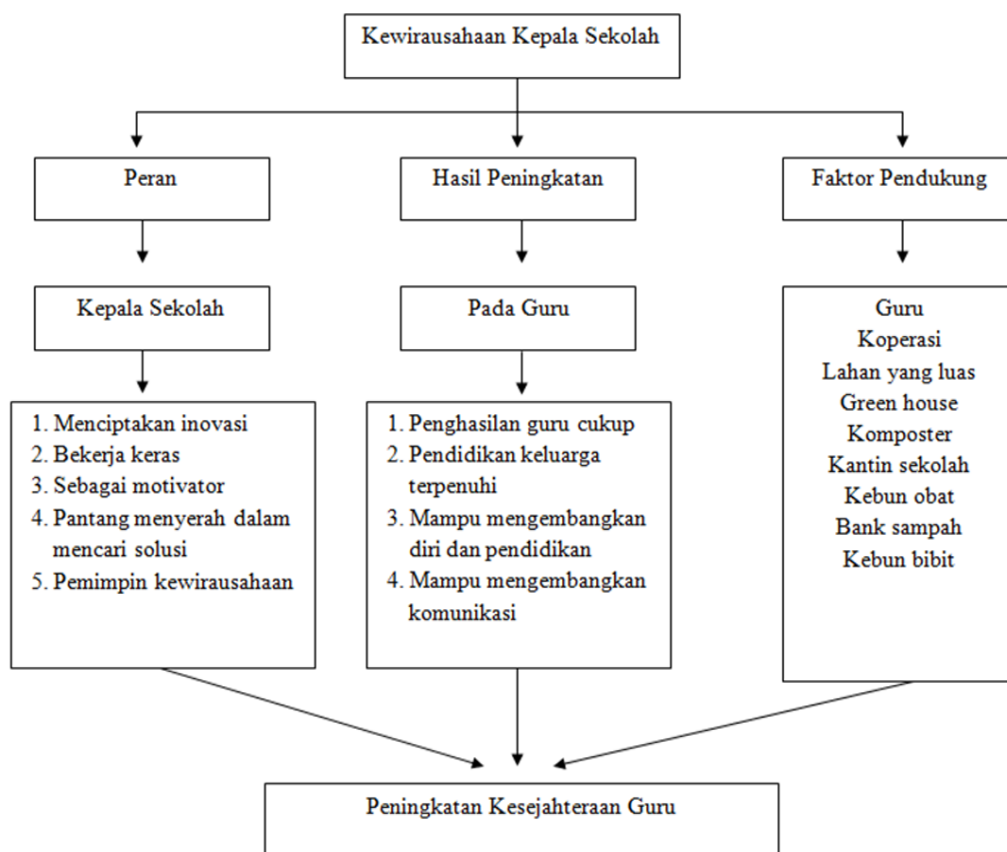 Kewirausahaan Kepala Sekolah
Peran
Hasil Peningkatan
Faktor Pendukung
Kepala Sekolah
Pada Guru
1. Menciptakan inovasi
2. Bekerja keras
3. Sebagai motivator
4. Pantang menyerah dalam
mencari solusi
5. Pemimpin kewirausahaan
1. Penghasilan guru cukup
2. Pendidikan keluarga
terpenuhi
3. Mampu mengembangkan
diri dan pendidikan
4. Mampu mengembangkan
komunikasi
Guru
Koperasi
Lahan yang luas
Green house
Komposter
Kantin sekolah
Kebun obat
Bank sampah
Kebun bibit
Peningkatan Kesejahteraan Guru